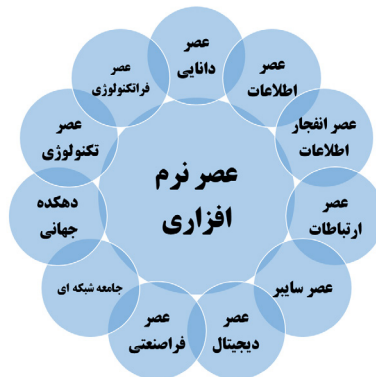 عصر
دانایی
عصر
اطلاعات
عصر انفجار
اطلاعات
عصر
ارتباطات
عصر سایبر
عصر
دیجیتال
عصر
فراصنعتی
جامعه شبکه ای
دهکده
جهانی
عصر
تکنولوژی
عصر
فراتکنولوژی
عصر نرم
افزاری